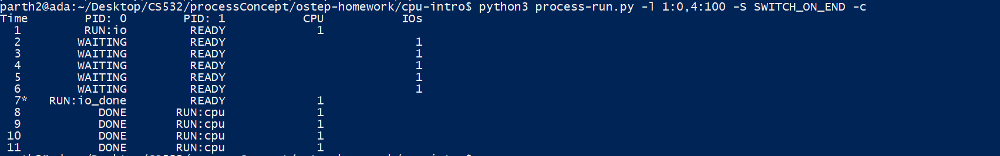 parth2@ada:~/Desktop/CS532/processConcept/ostep-homework/cpu-intro$ python3 process-run.py -l 1:0,4:100 -S SWITCH_ON_END -c
Time PID: 0 PID: 1 CPU IOs
1 RUN:io READY 1
2 WAITING READY 1
3 WAITING READY 1
4 WAITING READY 1
5 WAITING READY 1
6 WAITING READY 1
7* RUN:io_done READY 1
8 DONE RUN:cpu 1
9 DONE RUN:cpu 1
10 DONE RUN:cpu 1
11 DONE RUN:cpu 1